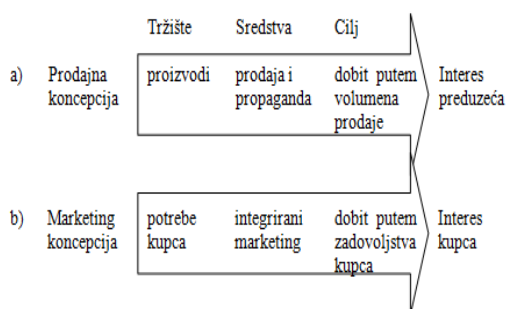 Tržište Sredstva Cilj
a) Prodajna proizvodi prodaja i dobit putem Interes
koncepcija propaganda volumena preduzeća
prodaje
b) Marketing potrebe integrirani dobit putem Interes
koncepcija kupca marketing zadovoljstva kupca
kupca